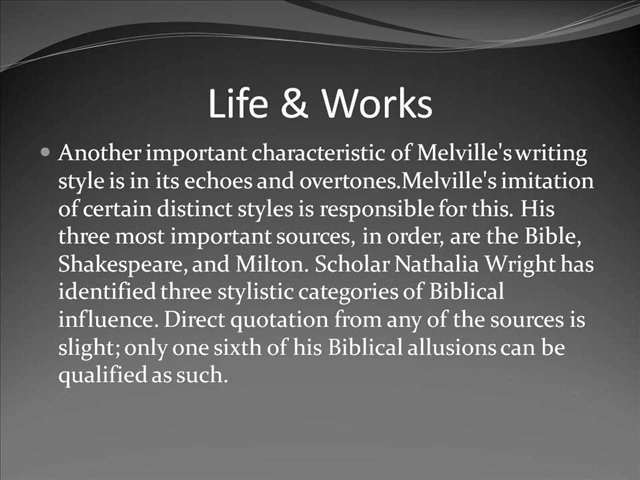 Life & Works
• Another important characteristic of Melville's writing
style is in its echoes and overtones.Melville's imitation
of certain distinct styles is responsible for this. His
three most important sources, in order, are the Bible,
Shakespeare, and Milton. Scholar Nathalia Wright has
identified three stylistic categories of Biblical
influence. Direct quotation from any of the sources is
slight; only one sixth of his Biblical allusions can be
qualified as such.